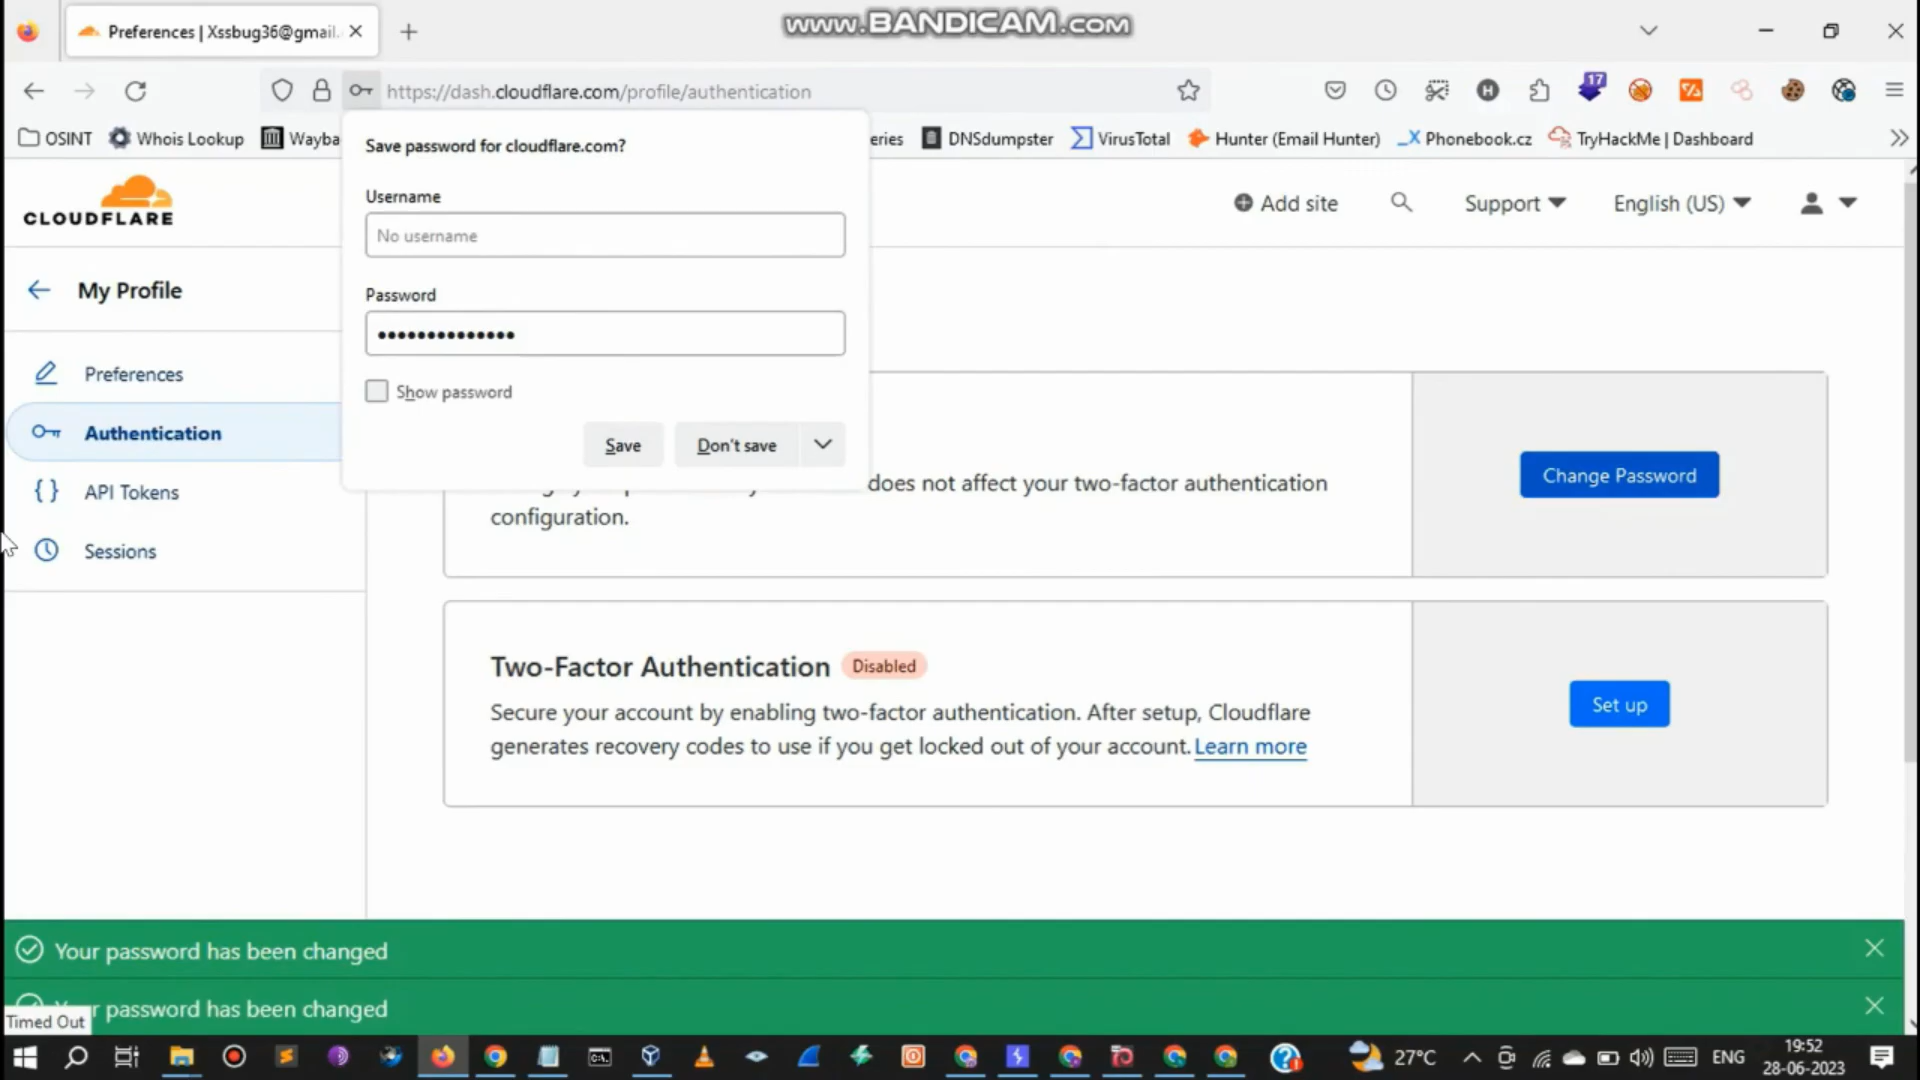 www.BANDICAM.com
Preferences | Xssbug36@gmail.
https://dash.cloudflare.com/profile/authentication
17
OSINT
Whois Lookup
Wayba
eries
DNSdumpster
VirusTotal
Hunter (Email Hunter)
Phonebook.cz
TryHackMe | Dashboard
Save password for cloudflare.com?
Username
No username
Password
Show password
Save
Don't save
CLOUDFLARE
Add site
Support
English (US)
My Profile
Preferences
Authentication
API Tokens
Sessions
does not affect your two-factor authentication
configuration.
Change Password
Two-Factor Authentication
Disabled
Secure your account by enabling two-factor authentication. After setup, Cloudflare
generates recovery codes to use if you get locked out of your account. Learn more
Set up
Your password has been changed
r password has been changed
Timed Out
27°C
ENG
19:52
28-06-2023